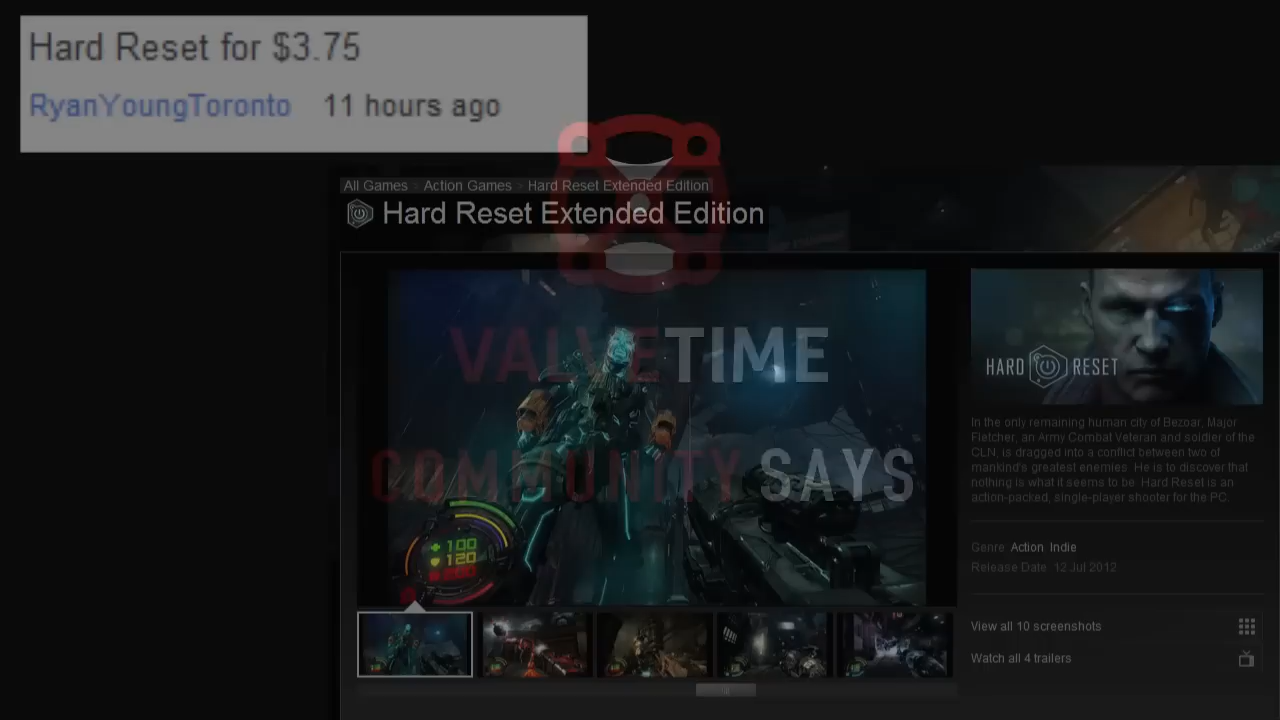 Hard Reset for $3.75
RyanYoungToronto 11 hours ago
All Games > Action Games > Hard Reset Extended Edition
Hard Reset Extended Edition
VALVETIME
COMMUNITY SAYS
100
120
HARD RESET
In the only remaining human city of Bezoar, Major
Fletcher, an Army Combat Veteran and soldier of the
CLN, is dragged into a conflict between two of
mankind's greatest enemies. He is to discover that
nothing is what it seems to be. Hard Reset is an
action-packed, single-player shooter for the PC.
Genre: Action, Indie
Release Date: 12 Jul 2012
View all 10 screenshots
Watch all 4 trailers